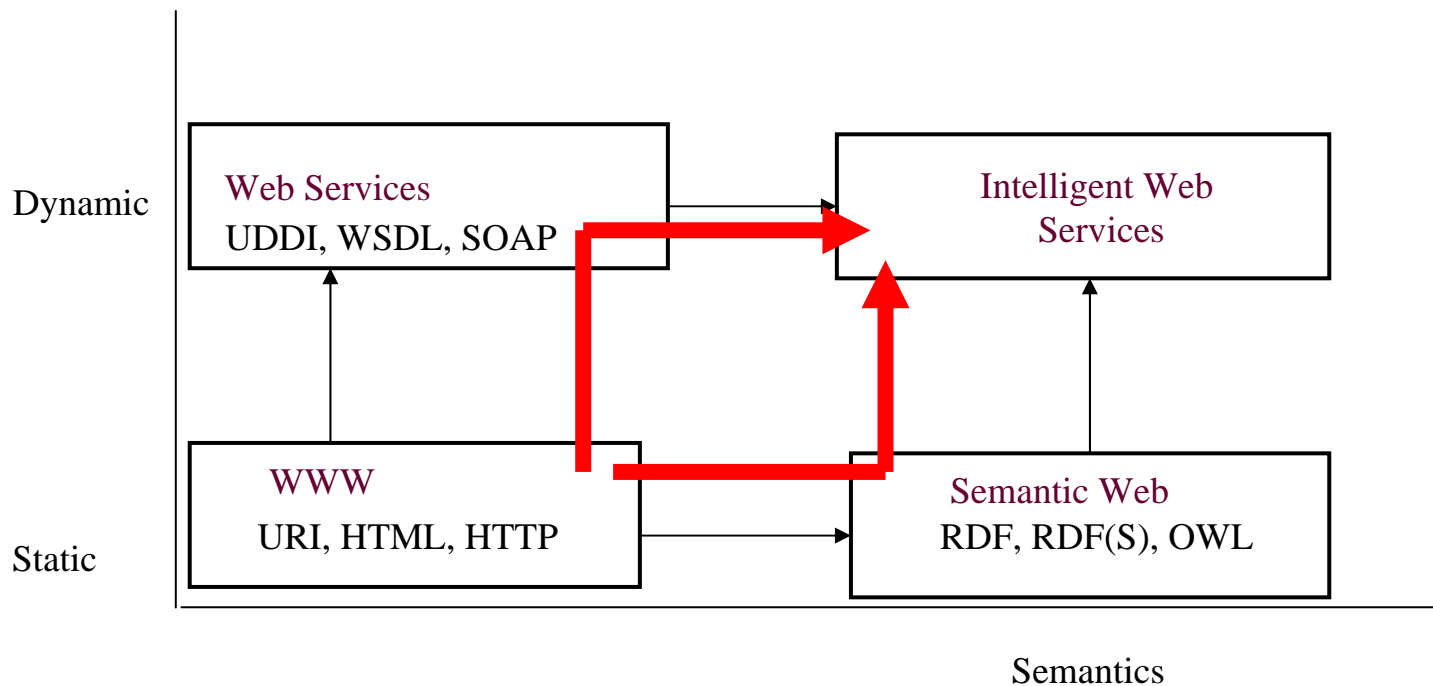 Dynamic
Web Services
UDDI, WSDL, SOAP
Intelligent Web
Services
Static
WWW
URI, HTML, HTTP
Semantic Web
RDF, RDF(S), OWL
Semantics